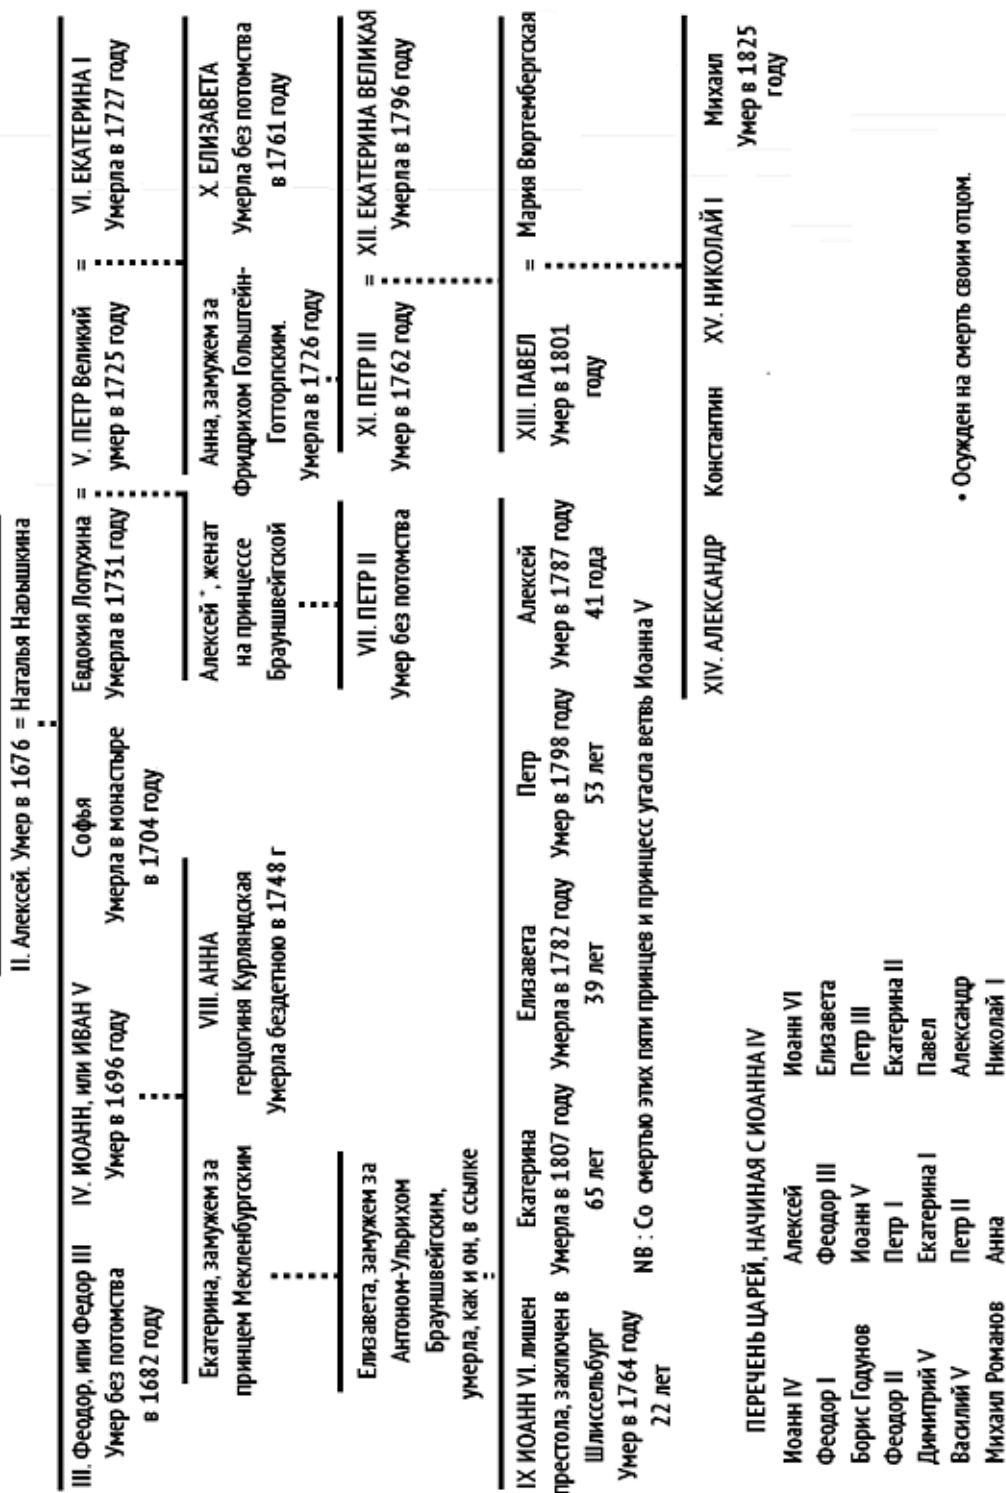 II. Алексей. Умер в 1676 = Наталья Нарышкина
III. Феодор, или Федор III
Умер без потомства
в 1682 году
IV. ИОАНН, или ИВАН V
Умер в 1696 году
Софья
Умерла в монастыре
в 1704 году
Евдокия Лопухина
Умерла в 1731 году
=
V. ПЕТР Великий
умер в 1725 году
=
VI. ЕКАТЕРИНА I
Умерла в 1727 году
Екатерина, замужем за
принцем Мекленбургским
VIII. АННА
герцогиня Курляндская
Умерла бездетною в 1748 г
Алексей *, женат
на принцессе
Брауншвейгской
Анна, замужем за
Фридрихом Гольштейн-
Готторпским.
Умерла в 1726 году
X. ЕЛИЗАВЕТА
Умерла без потомства
в 1761 году
Елизавета, замужем за
Антоном-Ульрихом
Брауншвейгским,
умерла, как и он, в ссылке
VII. ПЕТР II
Умер без потомства
XI. ПЕТР III
Умер в 1762 году
=
XII. ЕКАТЕРИНА ВЕЛИКАЯ
Умерла в 1796 году
IX ИОАНН VI. лишен
престола, заключен в
Шлиссельбург
Умер в 1764 году
22 лет
Екатерина
Умерла в 1807 году
65 лет
Елизавета
Умерла в 1782 году
39 лет
Петр
Умер в 1798 году
53 лет
Алексей
Умер в 1787 году
41 года
XIII. ПАВЕЛ
Умер в 1801
году
=
Мария Вюртембергская
NB : Со смертью этих пяти принцев и принцесс угасла ветвь Иоанна V
XIV. АЛЕКСАНДР
Константин
XV. НИКОЛАЙ I
Михаил
Умер в 1825
году
ПЕРЕЧЕНЬ ЦАРЕЙ, НАЧИНАЯ С ИОАННА IV
Иоанн IV
Феодор I
Борис Годунов
Феодор II
Димитрий V
Василий V
Михаил Романов
Алексей
Феодор III
Иоанн V
Петр I
Екатерина I
Петр II
Анна
Иоанн VI
Елизавета
Петр III
Екатерина II
Павел
Александр
Николай I
• Осужден на смерть своим отцом.